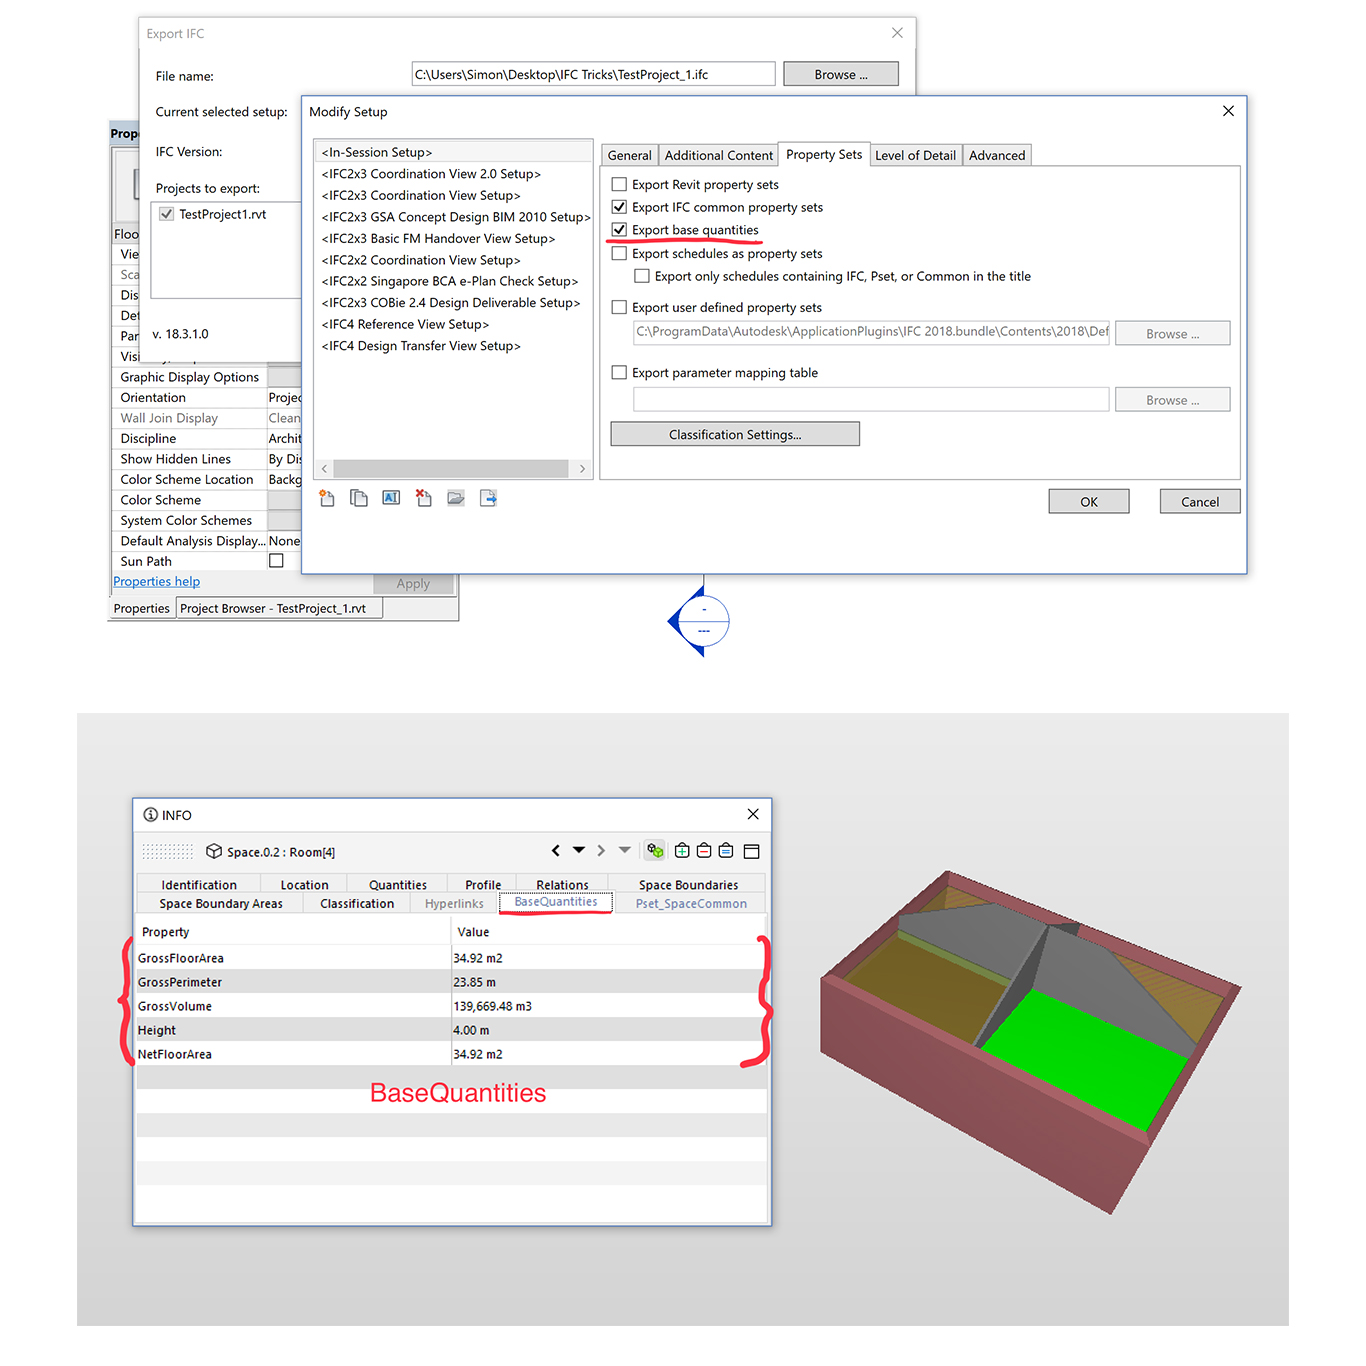 Export IFC
File name:
C:\Users\Simon\Desktop\IFC Tricks\TestProject_1.ifc
Browse ...
Current selected setup:
IFC Version:
Projects to export:
TestProject1.rvt
v. 18.3.1.0
Modify Setup
<In-Session Setup>
<IFC2x3 Coordination View 2.0 Setup>
<IFC2x3 Coordination View Setup>
<IFC2x3 GSA Concept Design BIM 2010 Setup>
<IFC2x3 Basic FM Handover View Setup>
<IFC2x2 Coordination View Setup>
<IFC2x2 Singapore BCA e-Plan Check Setup>
<IFC2x3 COBie 2.4 Design Deliverable Setup>
<IFC4 Reference View Setup>
<IFC4 Design Transfer View Setup>
General
Additional Content
Property Sets
Level of Detail
Advanced
Export Revit property sets
Export IFC common property sets
Export base quantities
Export schedules as property sets
Export only schedules containing IFC, Pset, or Common in the title
Export user defined property sets
C:\ProgramData\Autodesk\ApplicationPlugins\IFC 2018.bundle\Contents\2018\Def
Browse ...
Export parameter mapping table
Browse ...
Classification Settings...
OK
Cancel
Prop
Floo
Vie
Sca
Dis
Det
Par
Visi
Graphic Display Options
Orientation
Projec
Wall Join Display
Clean
Discipline
Archit
Show Hidden Lines
By Dis
Color Scheme Location
Backg
Color Scheme
System Color Schemes
Default Analysis Display...
None
Sun Path
Properties help
Apply
Properties
Project Browser - TestProject_1.rvt
-
---
INFO
Space.0.2 : Room[4]
Identification
Location
Quantities
Profile
Relations
Space Boundaries
Space Boundary Areas
Classification
Hyperlinks
BaseQuantities
Pset_SpaceCommon
Property Value
GrossFloorArea 34.92 m2
GrossPerimeter 23.85 m
GrossVolume 139,669.48 m3
Height 4.00 m
NetFloorArea 34.92 m2
BaseQuantities